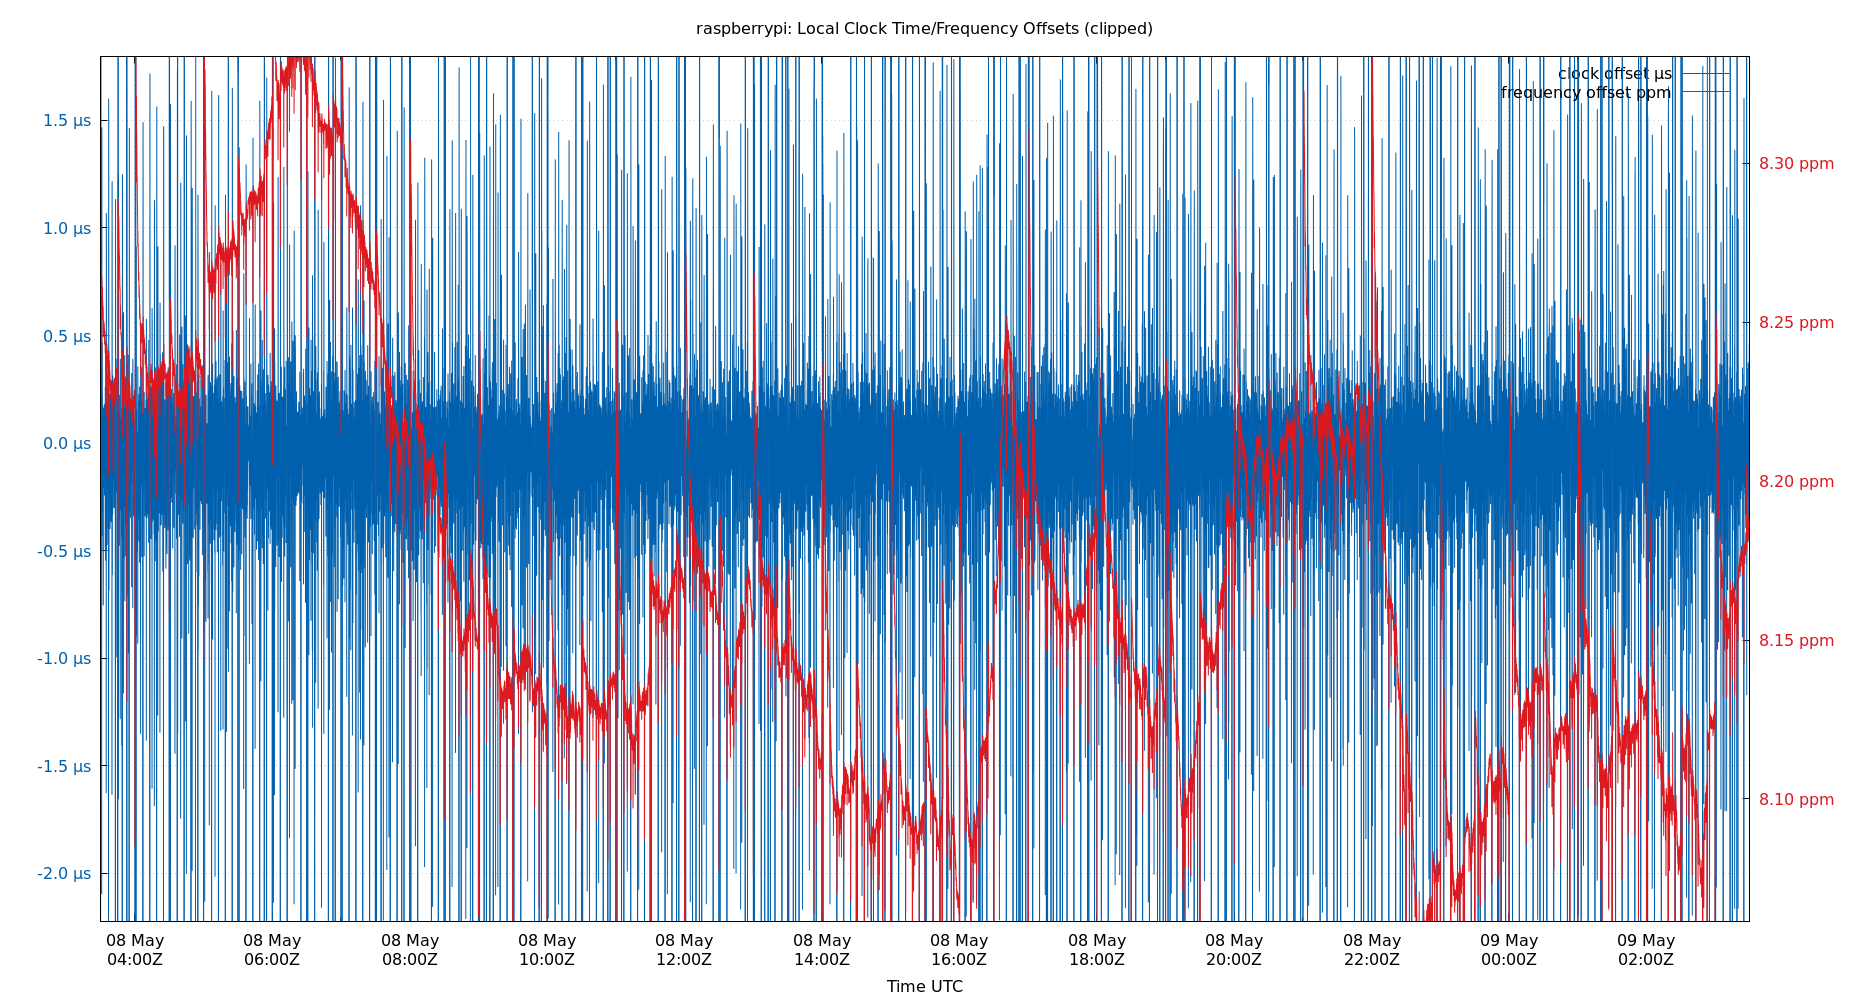 raspberrypi: Local Clock Time/Frequency Offsets (clipped)
clock offset µs
frequency offset ppm
1.5 µs
1.0 µs
0.5 µs
0.0 µs
-0.5 µs
-1.0 µs
-1.5 µs
-2.0 µs
8.30 ppm
8.25 ppm
8.20 ppm
8.15 ppm
8.10 ppm
08 May 08 May 08 May 08 May 08 May 08 May 08 May 08 May 08 May 08 May 09 May 09 May
04:00Z 06:00Z 08:00Z 10:00Z 12:00Z 14:00Z 16:00Z 18:00Z 20:00Z 22:00Z 00:00Z 02:00Z
Time UTC